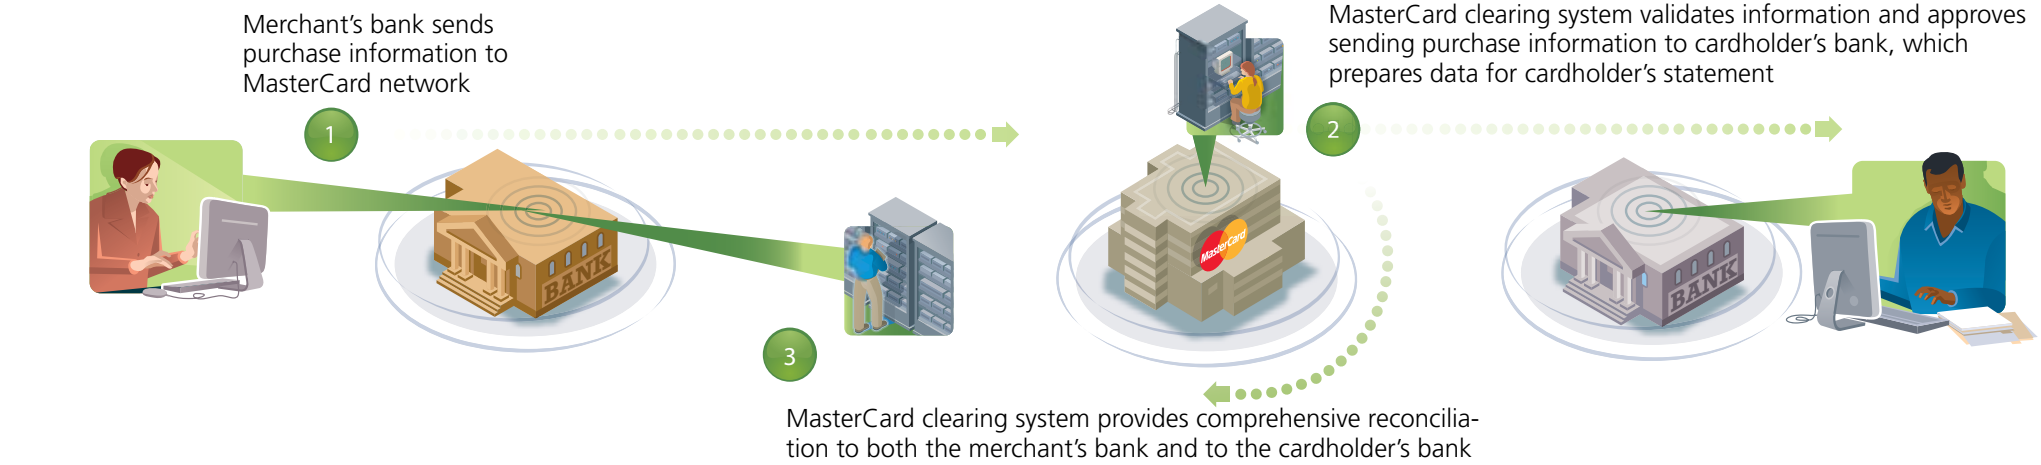 Merchant’s bank sends
purchase information to
MasterCard network
1
MasterCard clearing system validates information and approves
sending purchase information to cardholder’s bank, which
prepares data for cardholder’s statement
2
BANK
MasterCard
BANK
3
MasterCard clearing system provides comprehensive reconcilia-
tion to both the merchant’s bank and to the cardholder’s bank